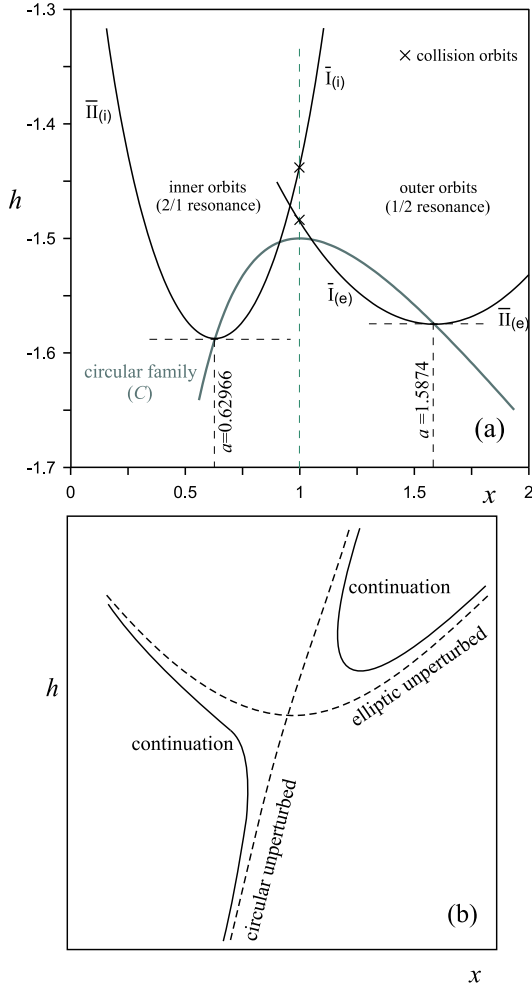 -1.3
(a)
Ī(i)
× collision orbits
I̅I̅(i)
-1.4
inner orbits
(2/1 resonance)
outer orbits
(1/2 resonance)
h
-1.5
Ī(e)
I̅I̅(e)
-1.6
circular family
(C)
a=0.62966
a=1.5874
(a)
-1.7
0
0.5
1
x
1.5
2
continuation
h
elliptic unperturbed
continuation
circular unperturbed
(b)
x